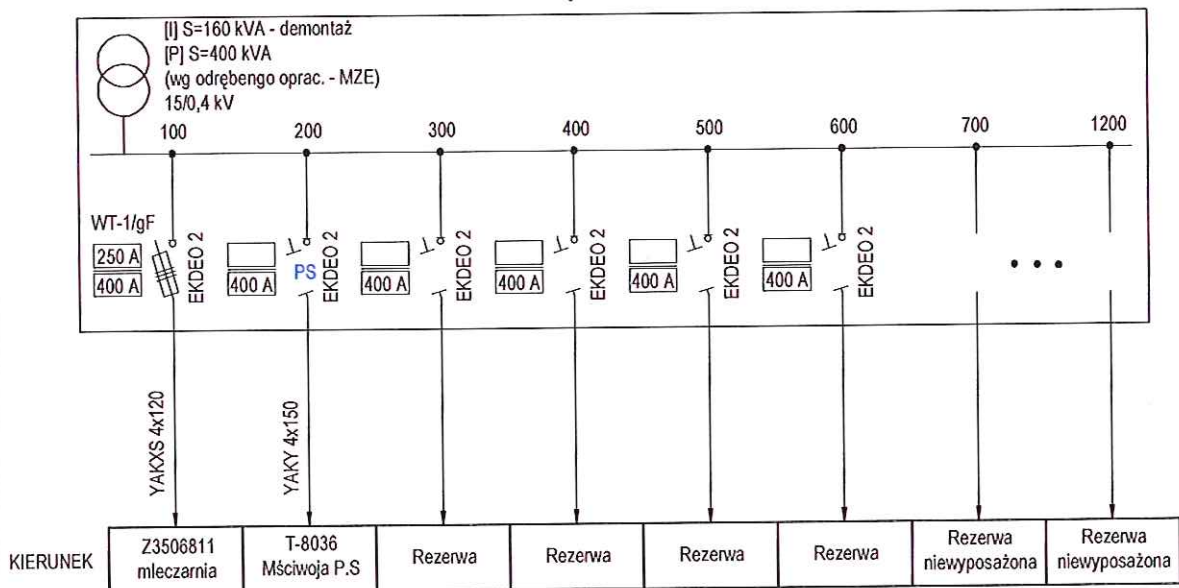 [I] S=160 kVA - demontaż
[P] S=400 kVA
(wg odrębengo oprac. - MZE)
15/0,4 kV
100
200
300
400
500
600
700
1200
WT-1/gF
250 A
400 A
EKDEO 2
400 A
PS
EKDEO 2
400 A
EKDEO 2
400 A
EKDEO 2
400 A
EKDEO 2
400 A
EKDEO 2
YAKXS 4x120
YAKY 4x150
KIERUNEK
Z3506811
mleczarnia
T-8036
Mściwoja P.S
Rezerwa
Rezerwa
Rezerwa
Rezerwa
Rezerwa
niewyposażona
Rezerwa
niewyposażona